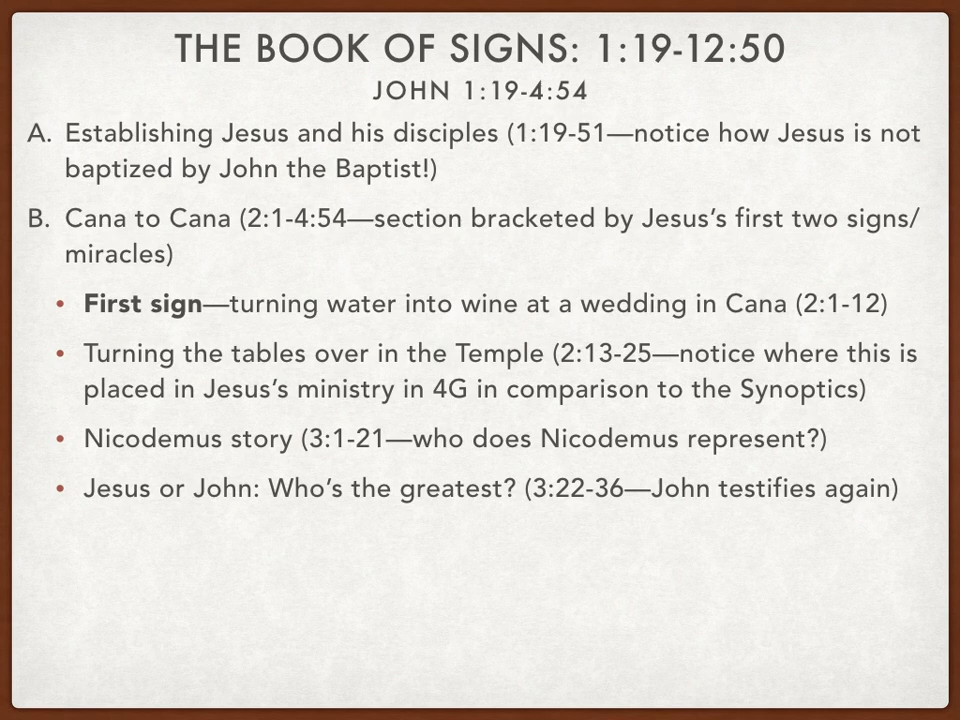 THE BOOK OF SIGNS: 1:19-12:50
JOHN 1:19-4:54
A. Establishing Jesus and his disciples (1:19-51—notice how Jesus is not
baptized by John the Baptist!)
B. Cana to Cana (2:1-4:54—section bracketed by Jesus’s first two signs/
miracles)
• First sign—turning water into wine at a wedding in Cana (2:1-12)
• Turning the tables over in the Temple (2:13-25—notice where this is
placed in Jesus’s ministry in 4G in comparison to the Synoptics)
• Nicodemus story (3:1-21—who does Nicodemus represent?)
• Jesus or John: Who’s the greatest? (3:22-36—John testifies again)